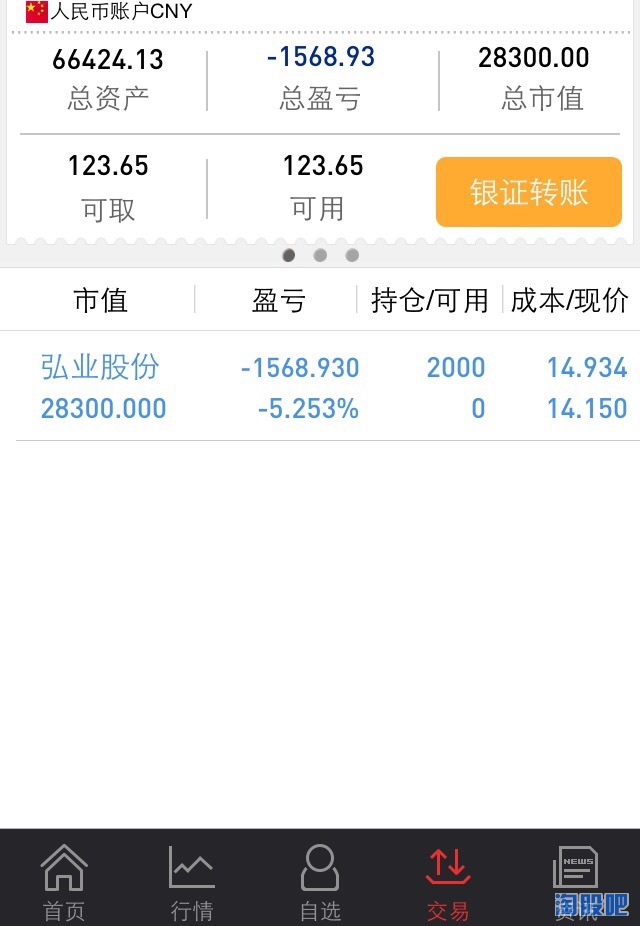 人民币账户CNY
66424.13 -1568.93 28300.00
总资产 总盈亏 总市值
123.65 123.65
可取 可用 银证转账
市值 盈亏 持仓/可用 成本/现价
弘业股份 -1568.930 2000 14.934
28300.000 -5.253% 0 14.150
NEWS
首页 行情 自选 交易 资讯
淘股吧